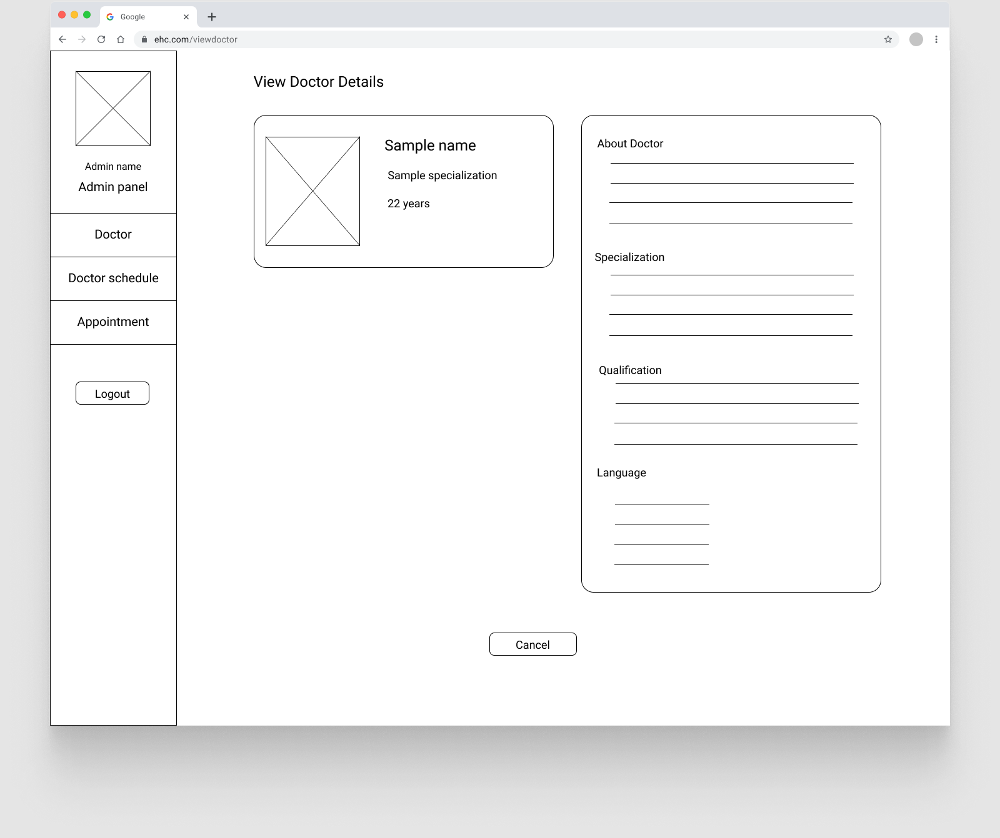 Google
ehc.com/viewdoctor
Admin name
Admin panel
Doctor
Doctor schedule
Appointment
Logout
View Doctor Details
Sample name
Sample specialization
22 years
About Doctor
Specialization
Qualification
Language
Cancel